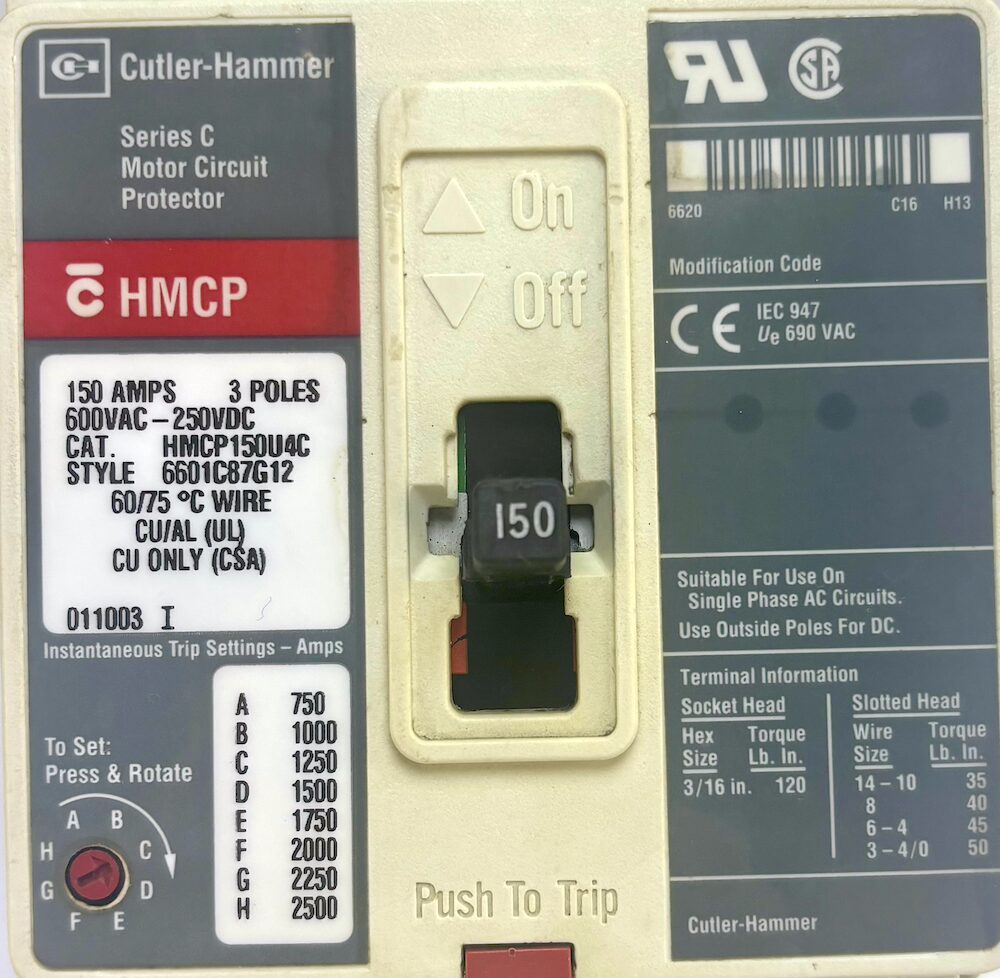 Cutler-Hammer
Series C
Motor Circuit
Protector
C HMCP
150 AMPS 3 POLES
600VAC – 250VDC
CAT. HMCP150U4C
STYLE 6601C87G12
60/75 °C WIRE
CU/AL (UL)
CU ONLY (CSA)
011003 I
Instantaneous Trip Settings – Amps
A 750
B 1000
C 1250
D 1500
E 1750
F 2000
G 2250
H 2500
To Set:
Press & Rotate
A B
H C
G D
F E
On
Off
150
Push To Trip
RU SA
6620 C16 H13
Modification Code
CE IEC 947
Ue 690 VAC
Suitable For Use On
Single Phase AC Circuits.
Use Outside Poles For DC.
Terminal Information
Socket Head Slotted Head
Hex Torque Wire Torque
Size Lb. In. Size Lb. In.
3/16 in. 120 14 – 10 35
8 40
6 – 4 45
3 – 4/0 50
Cutler-Hammer